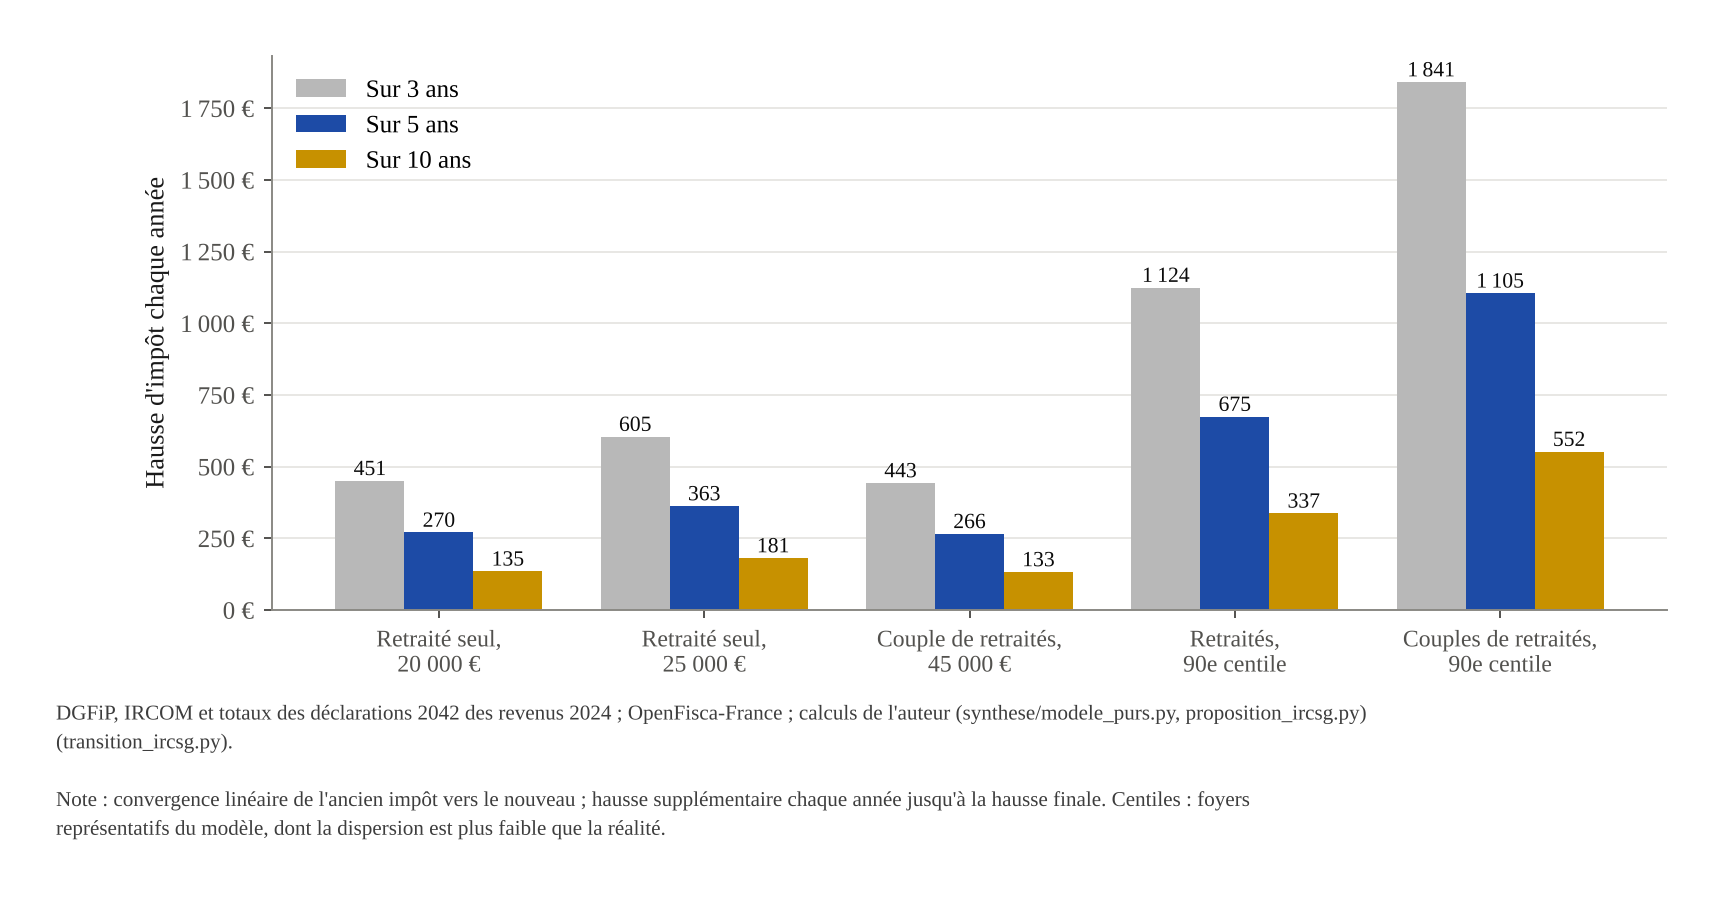 Sur 3 ans
Sur 5 ans
Sur 10 ans
Hausse d'impôt chaque année
1 750 €
1 500 €
1 250 €
1 000 €
750 €
500 €
250 €
0 €
451
270
135
605
363
181
443
266
133
1 124
675
337
1 841
1 105
552
Retraité seul,
20 000 €
Retraité seul,
25 000 €
Couple de retraités,
45 000 €
Retraités,
90e centile
Couples de retraités,
90e centile
DGFiP, IRCOM et totaux des déclarations 2042 des revenus 2024 ; OpenFisca-France ; calculs de l'auteur (synthese/modele_purs.py, proposition_ircsg.py)
(transition_ircsg.py).
Note : convergence linéaire de l'ancien impôt vers le nouveau ; hausse supplémentaire chaque année jusqu'à la hausse finale. Centiles : foyers
représentatifs du modèle, dont la dispersion est plus faible que la réalité.